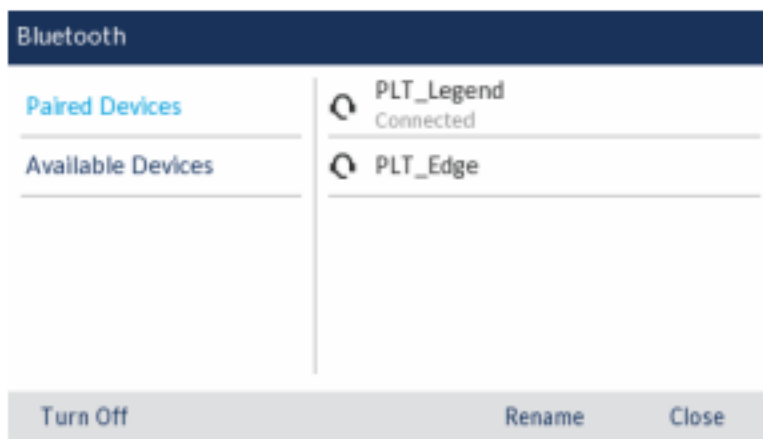 Bluetooth
Paired Devices
Available Devices
PLT_Legend
Connected
PLT_Edge
Turn Off
Rename
Close